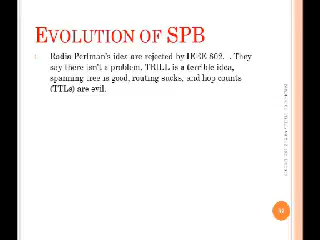 EVOLUTION OF SPB
Radio Perlman's idea are rejected by IEEE 802. . They
say there isn't a problem, TRILL is a terrible idea,
spanning tree is good, routing sucks, and hop counts
(TTLs) are evil.